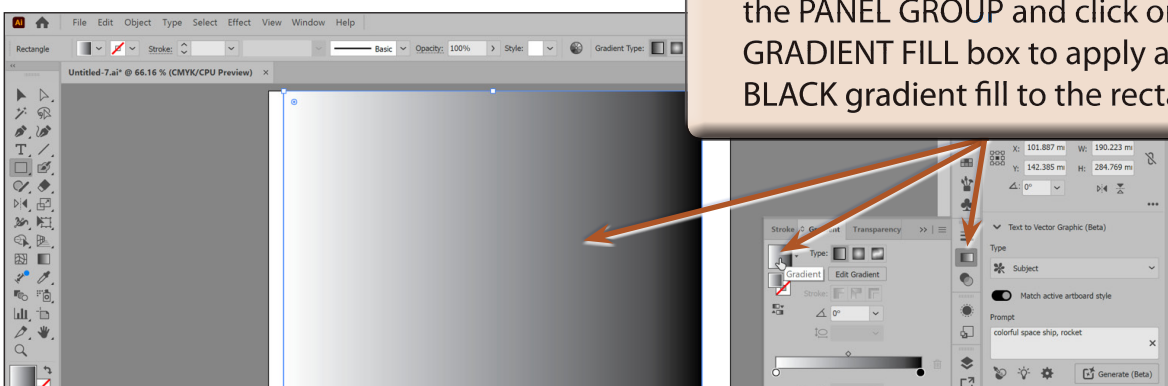 the PANEL GROUP and click o
GRADIENT FILL box to apply a
BLACK gradient fill to the recta
Ai File Edit Object Type Select Effect View Window Help
Rectangle Stroke: Basic Opacity: 100% Style: Gradient Type:
Untitled-7.ai* @ 66.16 % (CMYK/CPU Preview) ×
X: 101.887 m W: 190.223 m
Y: 142.385 m H: 284.769 m
0°
Stroke Transparency
Type:
Gradient Edit Gradient
Stroke:
0°
Text to Vector Graphic (Beta)
Type
Subject
Match active artboard style
Prompt
colorful space ship, rocket
Generate (Beta)